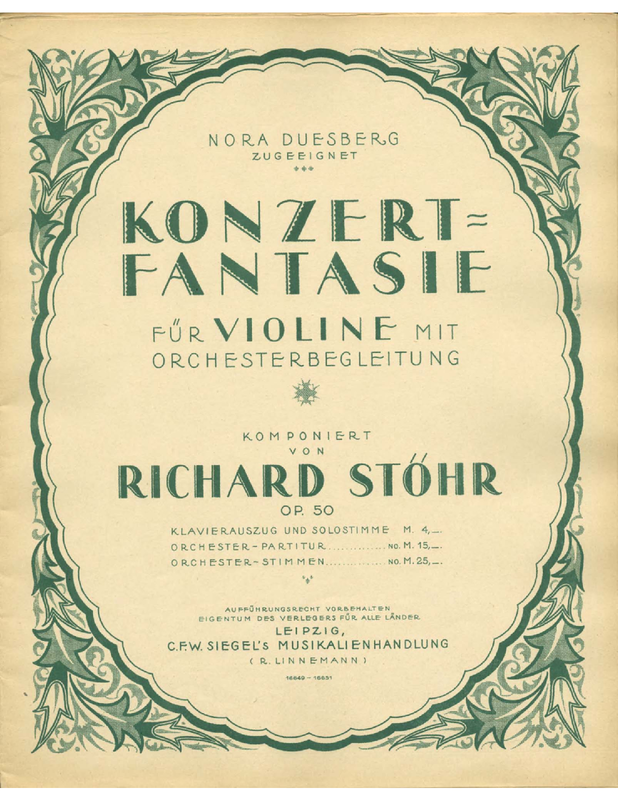 NORA DUESBERG
ZUGEEIGNET
KONZERT=
FANTASIE
FÜR VIOLINE MIT
ORCHESTERBEGLEITUNG
KOMPONIERT
VON
RICHARD STÖHR
OP. 50
KLAVIERAUSZUG UND SOLOSTIMME M. 4,—.
ORCHESTER-PARTITUR.............. NO. M. 15,—.
ORCHESTER-STIMMEN.............. NO. M. 25,—.
AUFFÜHRUNGSRECHT VORBEHALTEN
EIGENTUM DES VERLEGERS FÜR ALLE LÄNDER
LEIPZIG,
C.F.W. SIEGEL's MUSIKALIENHANDLUNG
(R. LINNEMANN)
16649 - 16651